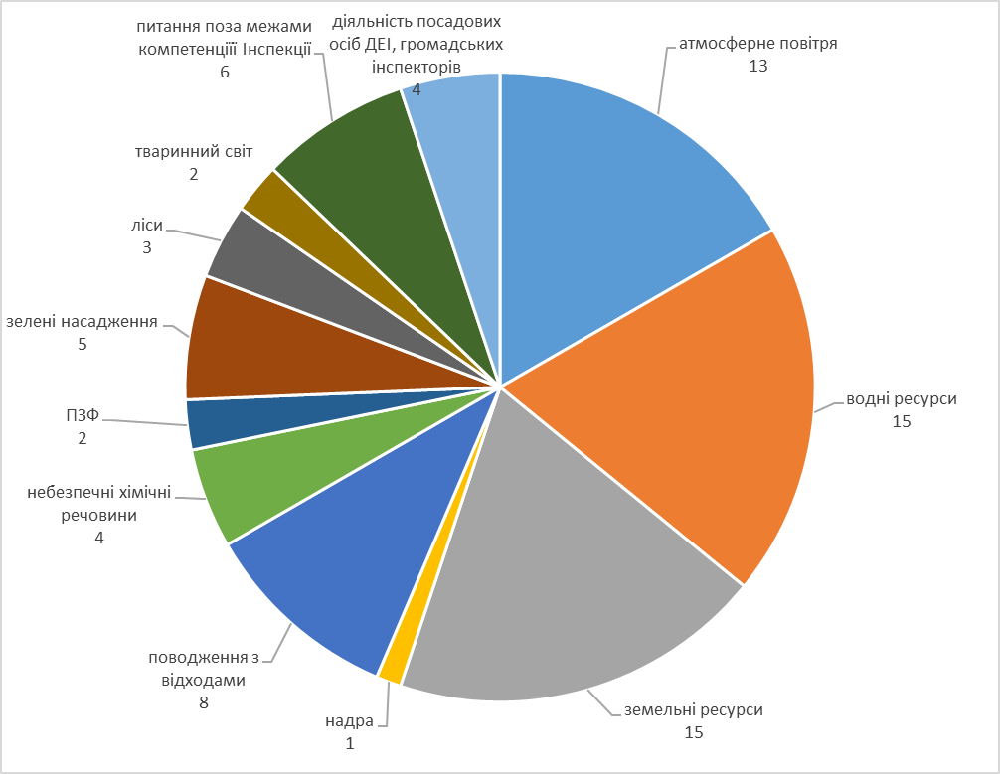 питання поза межами
компетенціїї Інспекції
6
діяльність посадових
осіб ДЕІ, громадських
інспекторів
4
атмосферне повітря
13
тваринний світ
2
ліси
3
зелені насадження
5
ПЗФ
2
водні ресурси
15
небезпечні хімічні
речовини
4
поводження з
відходами
8
надра
1
земельні ресурси
15